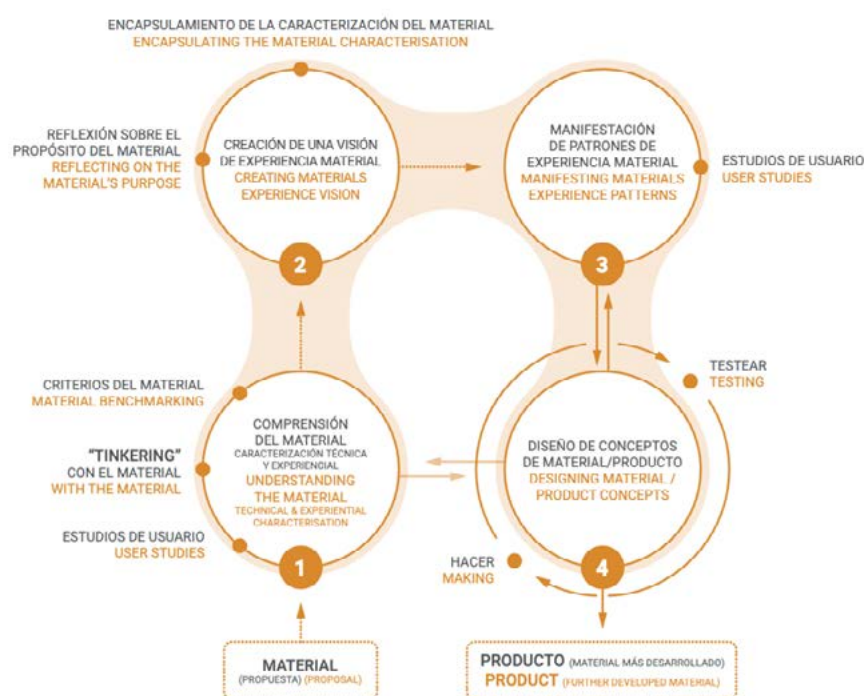 ENCAPSULAMIENTO DE LA CARACTERIZACIÓN DEL MATERIAL
ENCAPSULATING THE MATERIAL CHARACTERISATION
REFLEXIÓN SOBRE EL
PROPÓSITO DEL MATERIAL
REFLECTING ON THE
MATERIAL'S PURPOSE
CREACIÓN DE UNA VISIÓN
DE EXPERIENCIA MATERIAL
CREATING MATERIALS
EXPERIENCE VISION
2
MANIFESTACIÓN
DE PATRONES DE
EXPERIENCIA MATERIAL
MANIFESTING MATERIALS
EXPERIENCE PATTERNS
3
ESTUDIOS DE USUARIO
USER STUDIES
CRITERIOS DEL MATERIAL
MATERIAL BENCHMARKING
"TINKERING"
CON EL MATERIAL
WITH THE MATERIAL
ESTUDIOS DE USUARIO
USER STUDIES
COMPRENSIÓN
DEL MATERIAL
CARACTERIZACIÓN TÉCNICA
Y EXPERIENCIAL
UNDERSTANDING
THE MATERIAL
TECHNICAL & EXPERIENTIAL
CHARACTERISATION
1
TESTEAR
TESTING
DISEÑO DE CONCEPTOS
DE MATERIAL/PRODUCTO
DESIGNING MATERIAL /
PRODUCT CONCEPTS
HACER
MAKING
4
MATERIAL
(PROPUESTA) (PROPOSAL)
PRODUCTO (MATERIAL MÁS DESARROLLADO)
PRODUCT (FURTHER DEVELOPED MATERIAL)